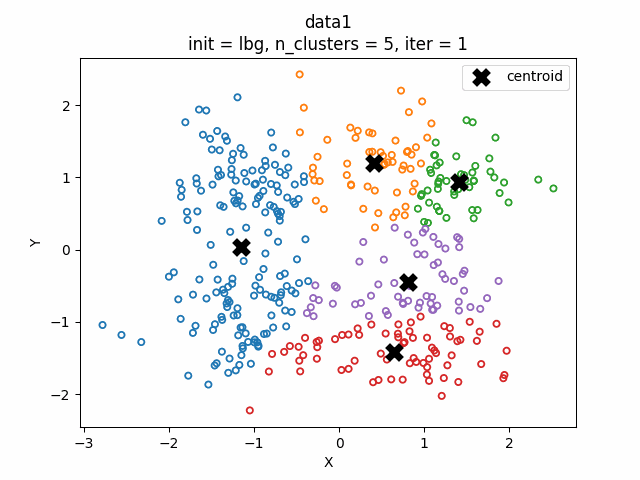 data1
init = lbg, n_clusters = 5, iter = 1
centroid
Y
2
1
0
−1
−2
−3
−2
−1
0
1
2
X